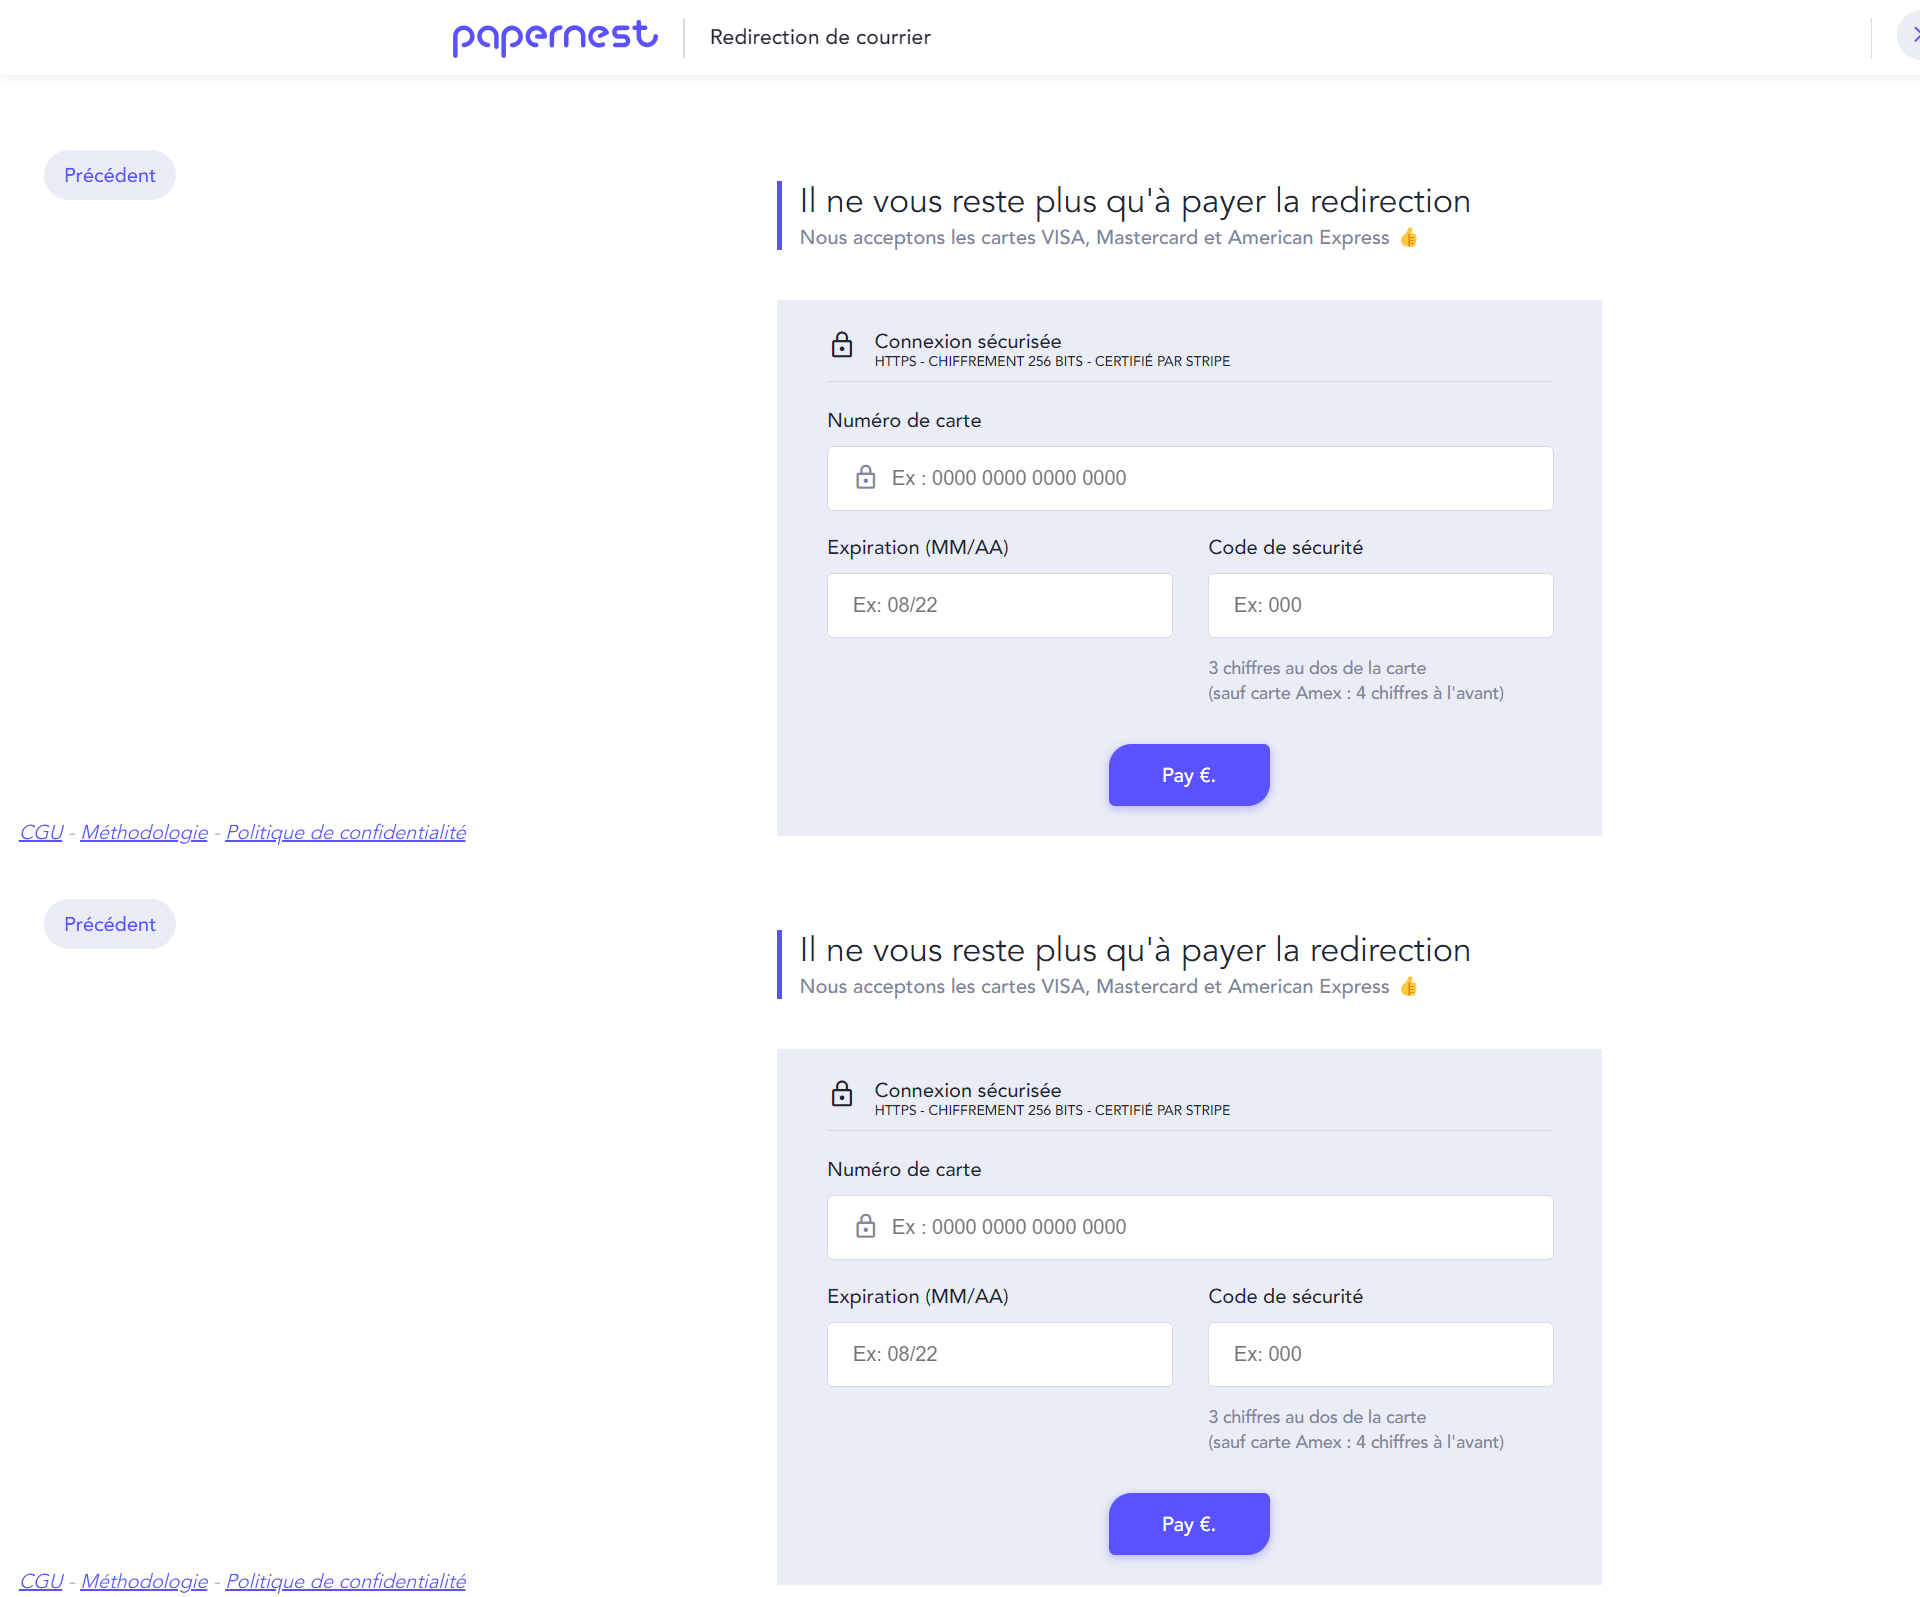 papernest
Redirection de courrier
Précédent
Il ne vous reste plus qu'à payer la redirection
Nous acceptons les cartes VISA, Mastercard et American Express 👍
Connexion sécurisée
HTTPS - CHIFFREMENT 256 BITS - CERTIFIÉ PAR STRIPE
Numéro de carte
Ex : 0000 0000 0000 0000
Expiration (MM/AA)
Code de sécurité
Ex: 08/22
Ex: 000
3 chiffres au dos de la carte
(sauf carte Amex : 4 chiffres à l'avant)
Pay €.
CGU - Méthodologie - Politique de confidentialité
Précédent
Il ne vous reste plus qu'à payer la redirection
Nous acceptons les cartes VISA, Mastercard et American Express 👍
Connexion sécurisée
HTTPS - CHIFFREMENT 256 BITS - CERTIFIÉ PAR STRIPE
Numéro de carte
Ex : 0000 0000 0000 0000
Expiration (MM/AA)
Code de sécurité
Ex: 08/22
Ex: 000
3 chiffres au dos de la carte
(sauf carte Amex : 4 chiffres à l'avant)
Pay €.
CGU - Méthodologie - Politique de confidentialité